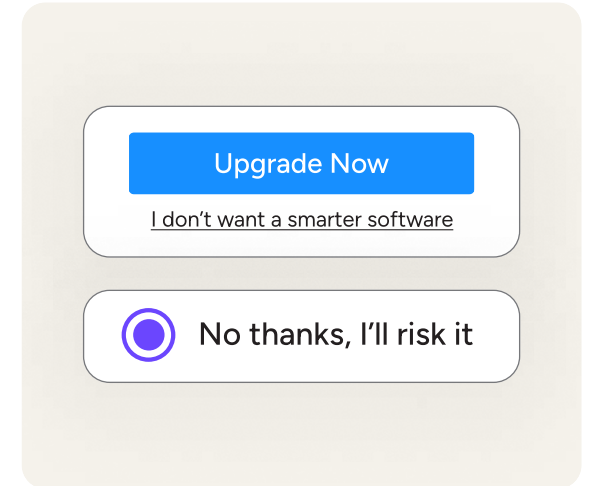 Upgrade Now
I don’t want a smarter software
No thanks, I’ll risk it